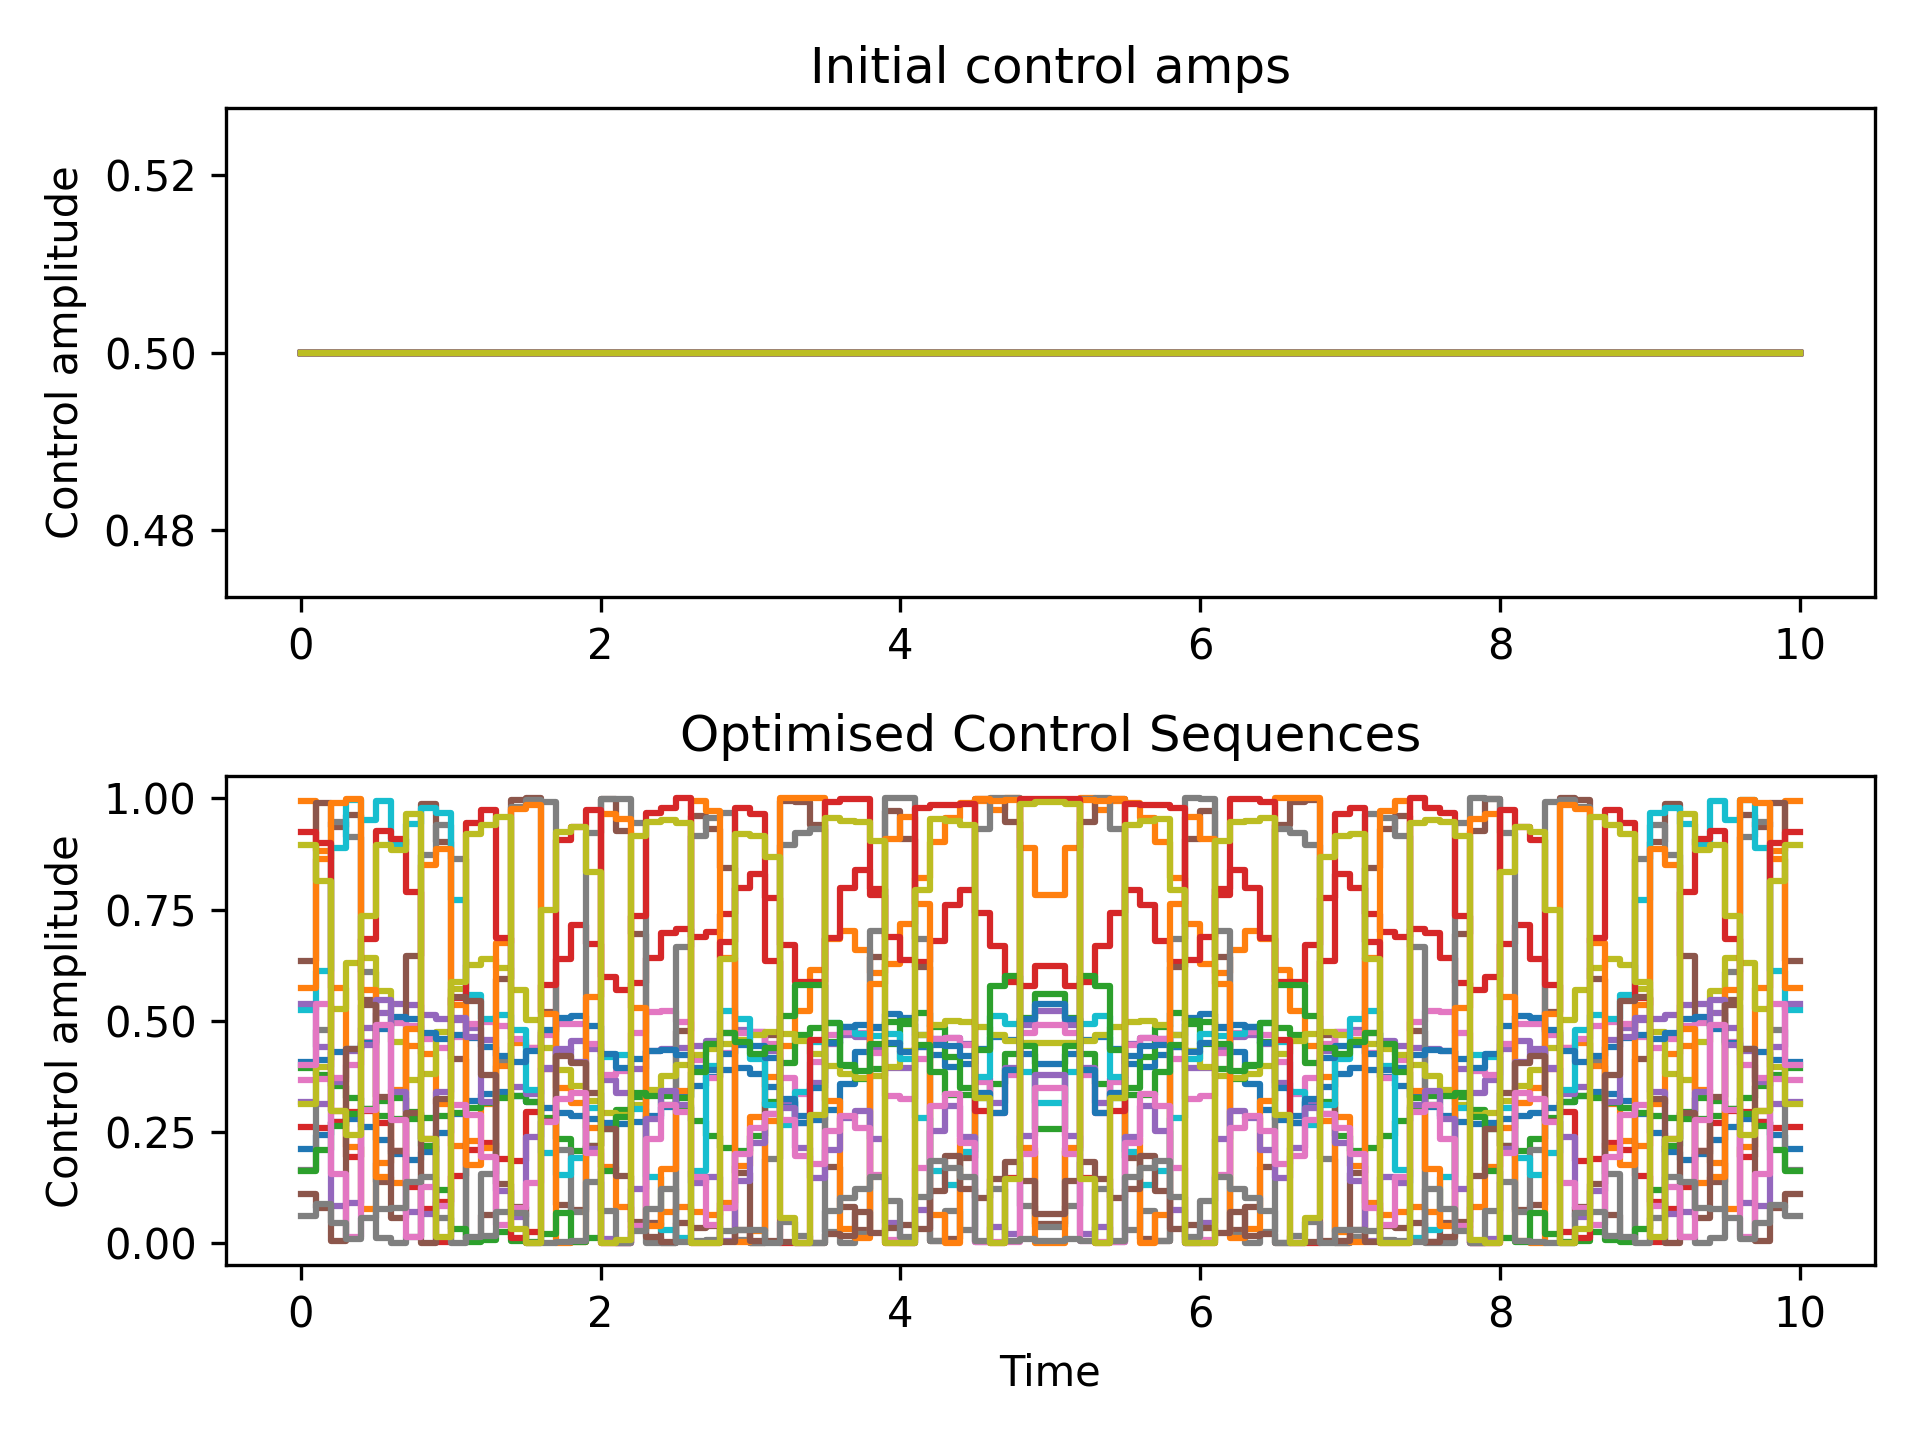 Initial control amps
Control amplitude
0.52
0.50
0.48
0 2 4 6 8 10
Optimised Control Sequences
Control amplitude
1.00
0.75
0.50
0.25
0.00
0 2 4 6 8 10
Time